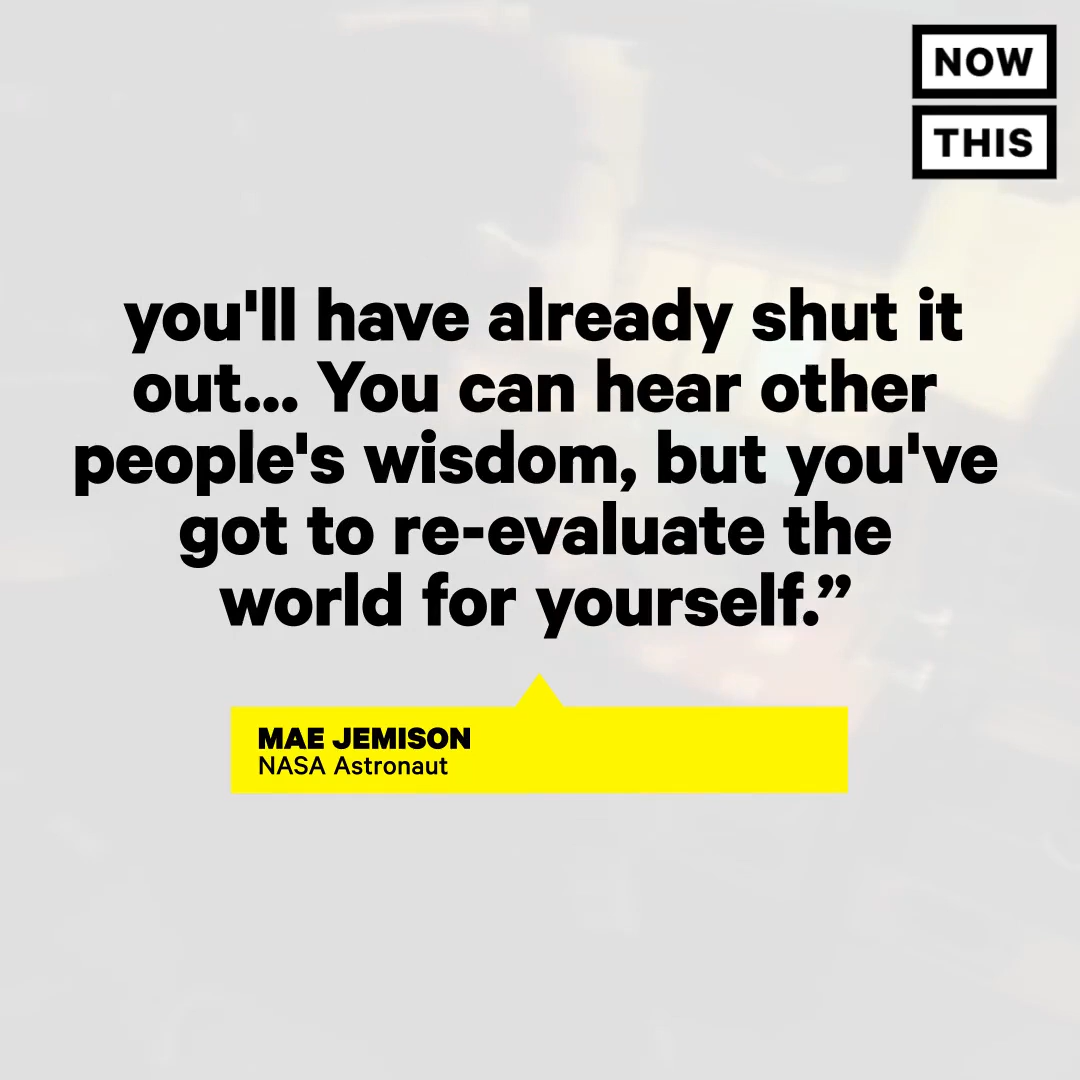 NOW
THIS
you'll have already shut it
out... You can hear other
people's wisdom, but you've
got to re-evaluate the
world for yourself.”
MAE JEMISON
NASA Astronaut